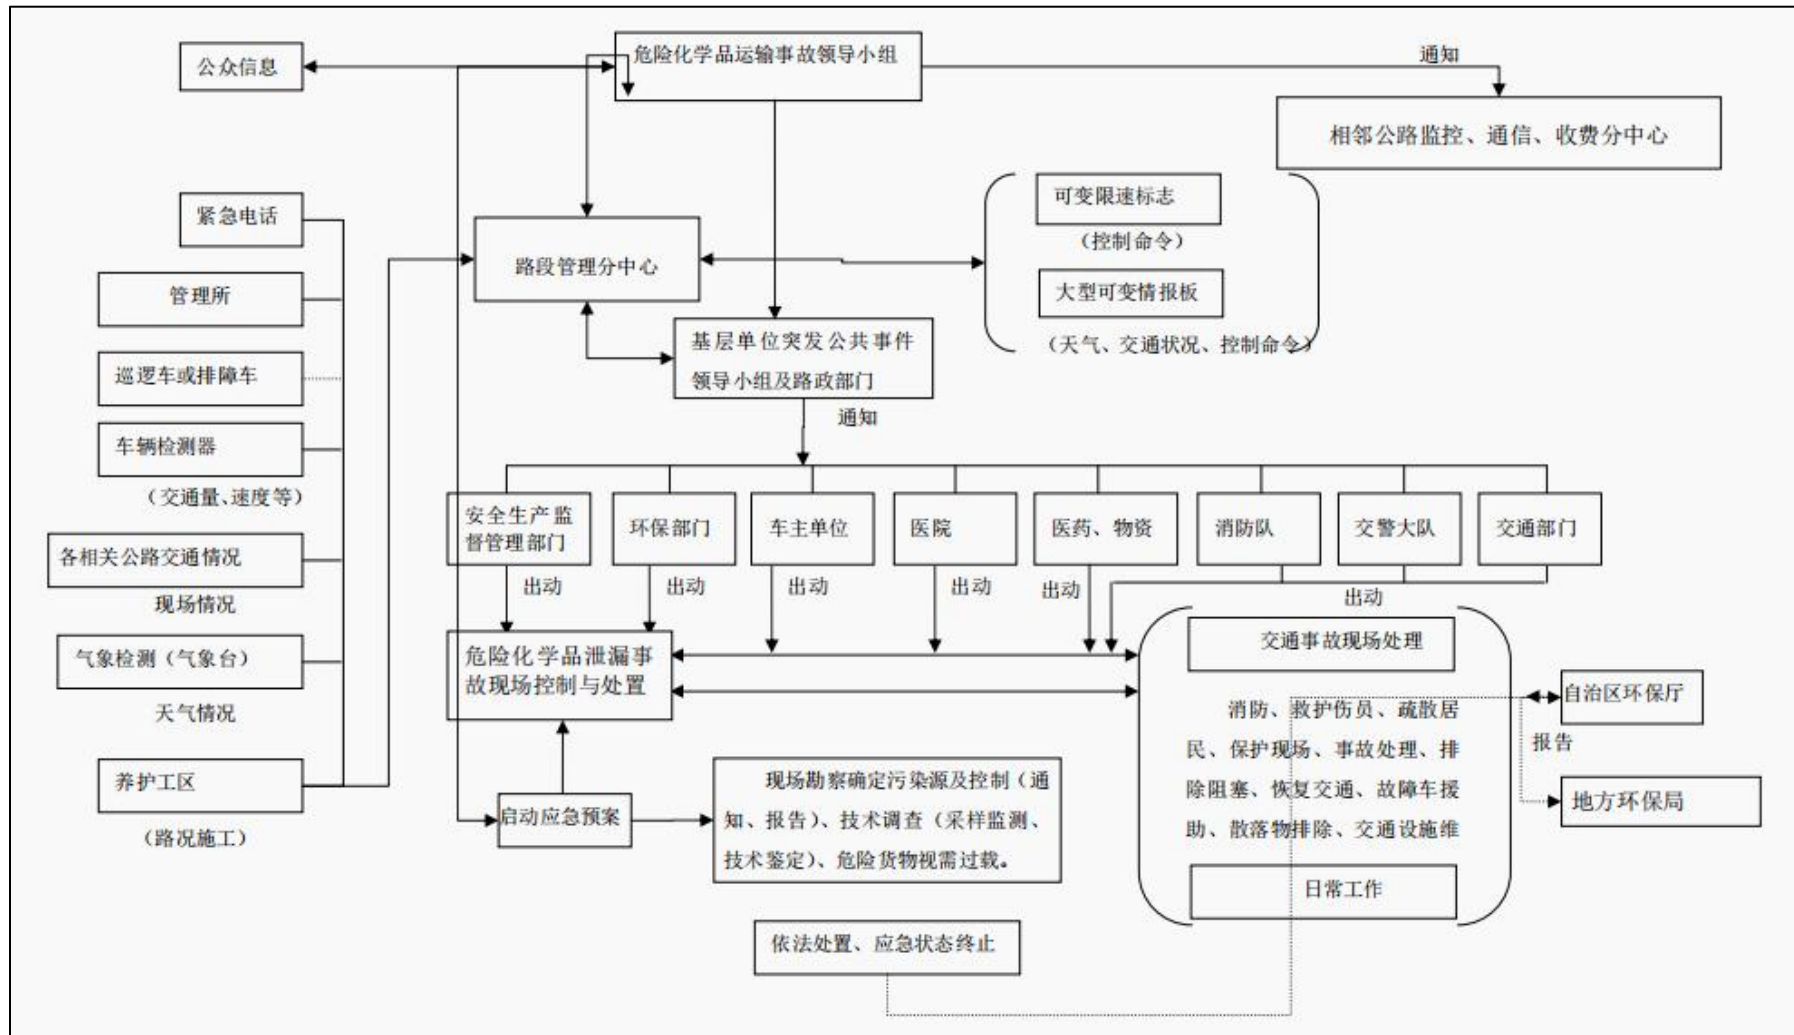 危险化学品运输事故领导小组
通知
公众信息
相邻公路监控、通信、收费分中心
紧急电话
可变限速标志
（控制命令）
路段管理分中心
管理所
大型可变情报板
（天气、交通状况、控制命令）
基层单位突发公共事件
领导小组及路政部门
巡逻车或排障车
通知
车辆检测器
（交通量、速度等）
安全生产监
督管理部门
环保部门
车主单位
医院
医药、物资
消防队
交警大队
交通部门
各相关公路交通情况
现场情况
出动
出动
出动
出动
出动
出动
气象检测（气象台）
天气情况
危险化学品泄漏事
故现场控制与处置
交通事故现场处理
消防、救护伤员、疏散居
民、保护现场、事故处理、排
除阻塞、恢复交通、故障车援
助、散落物排除、交通设施维
日常工作
自治区环保厅
报告
地方环保局
养护工区
（路况施工）
启动应急预案
现场勘察确定污染源及控制（通
知、报告）、技术调查（采样监测、
技术鉴定）、危险货物视需过载。
依法处置、应急状态终止